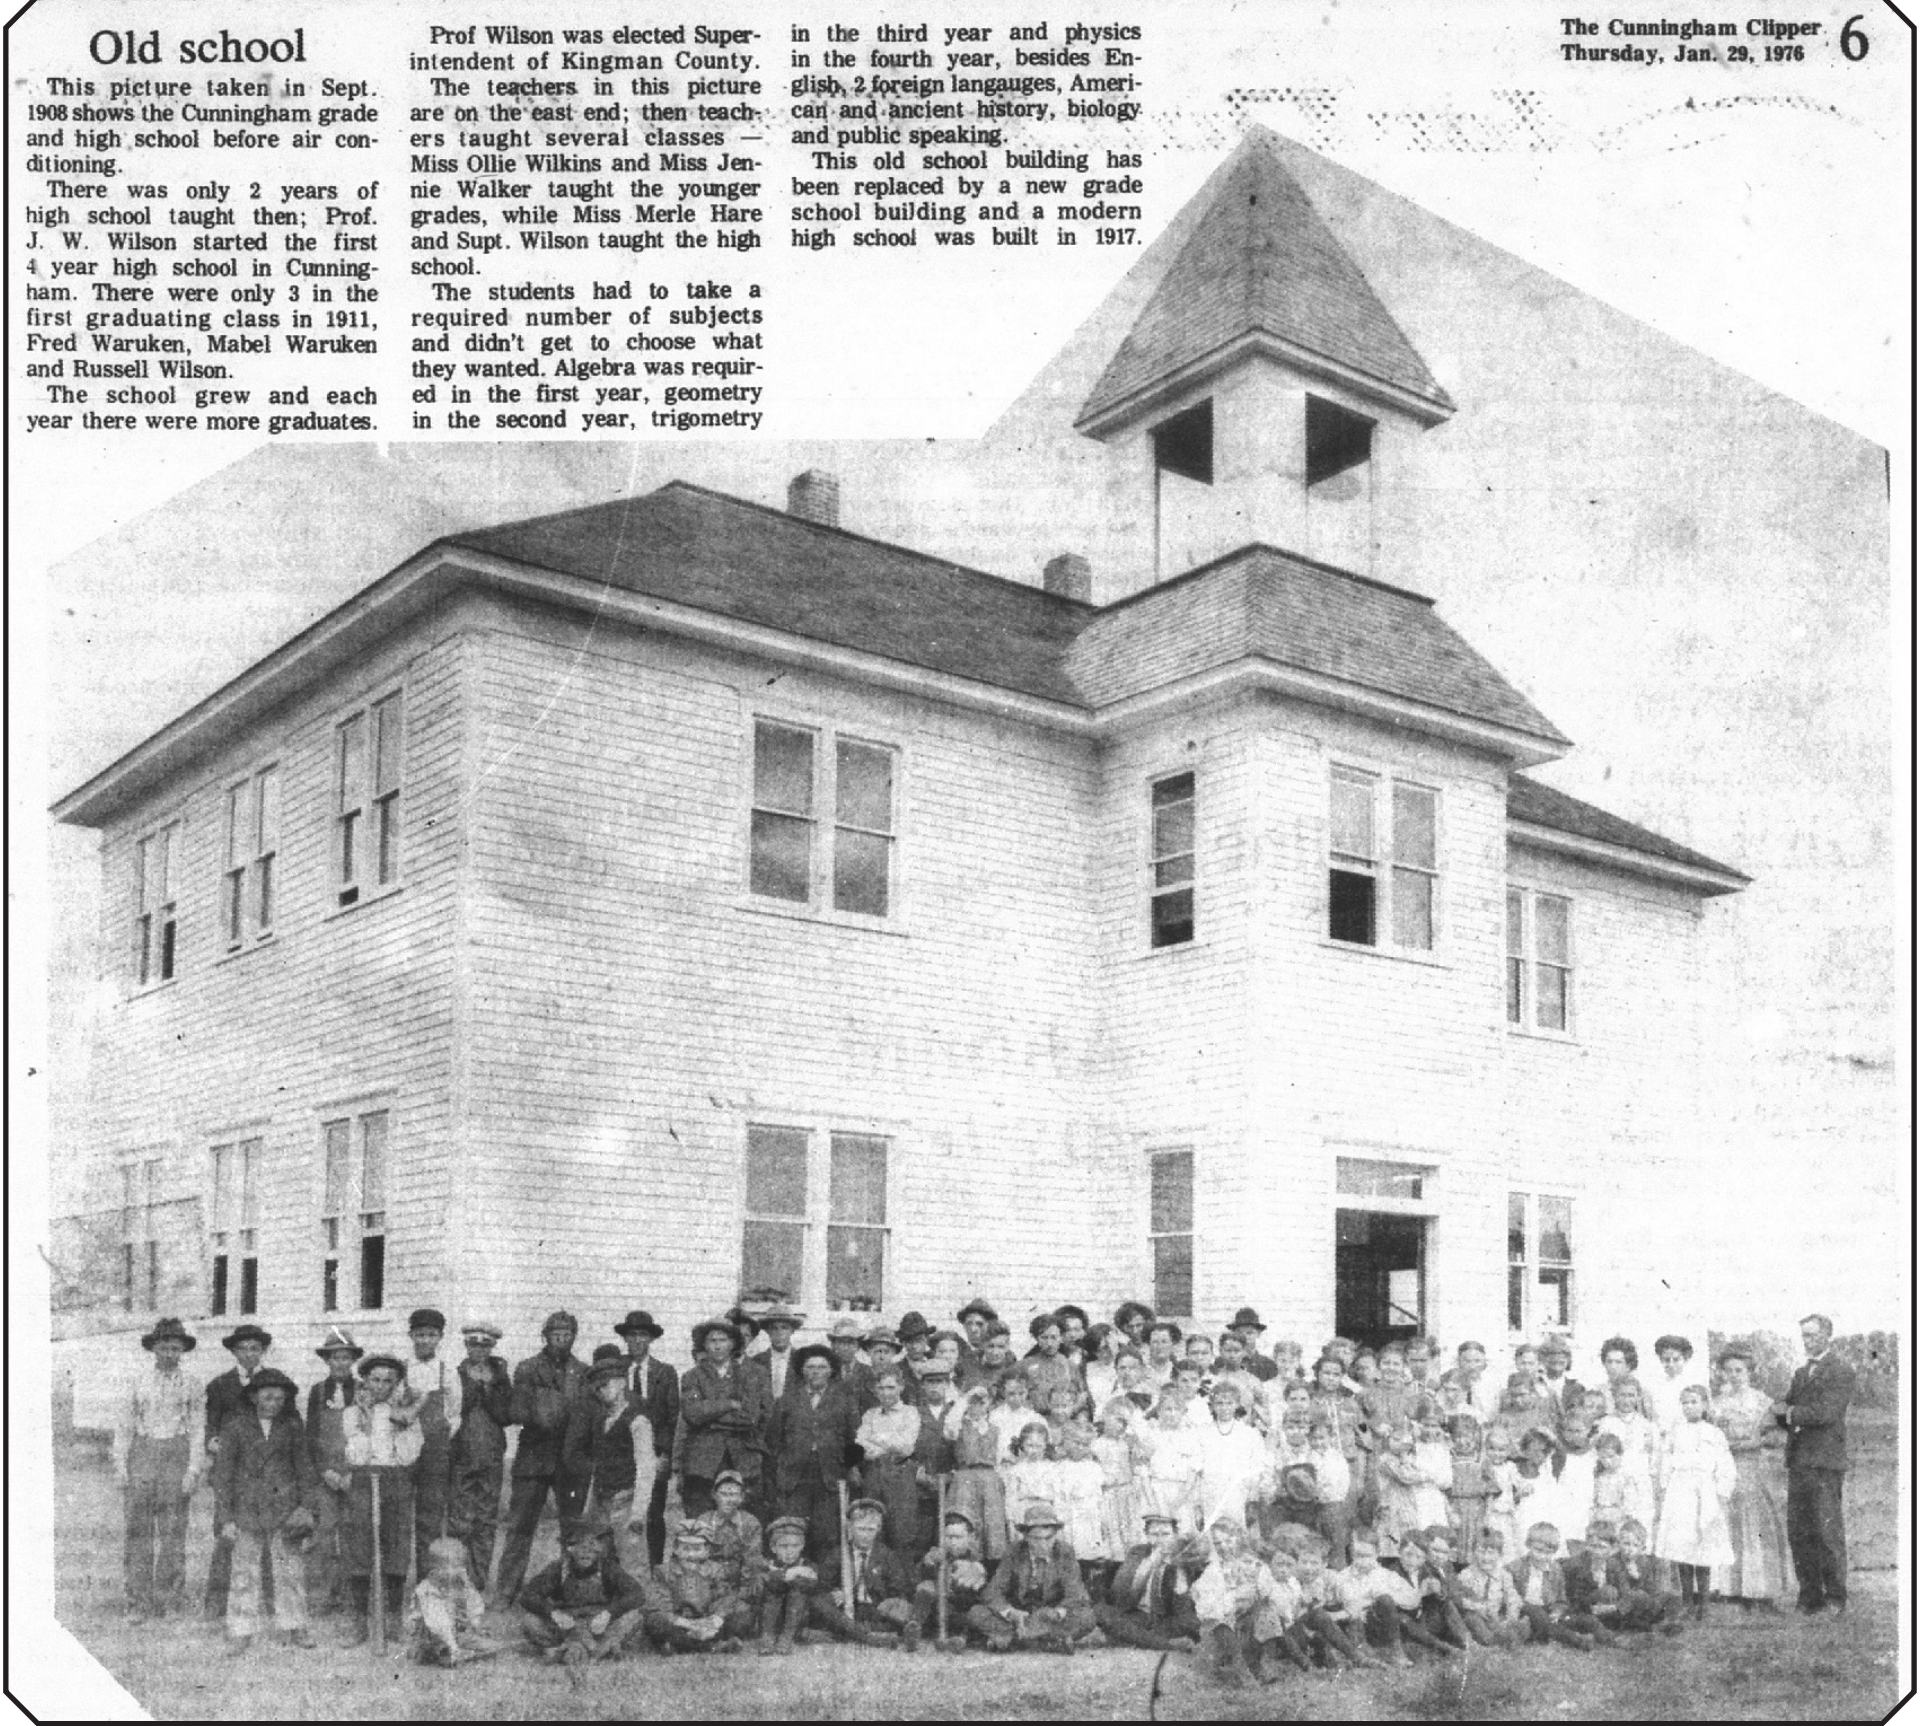 Old school
This picture taken in Sept.
1908 shows the Cunningham grade
and high school before air con-
ditioning.
There was only 2 years of
high school taught then; Prof.
J. W. Wilson started the first
4 year high school in Cunning-
ham. There were only 3 in the
first graduating class in 1911,
Fred Waruken, Mabel Waruken
and Russell Wilson.
The school grew and each
year there were more graduates.
Prof Wilson was elected Super-
intendent of Kingman County.
The teachers in this picture
are on the east end; then teach-
ers taught several classes —
Miss Ollie Wilkins and Miss Jen-
nie Walker taught the younger
grades, while Miss Merle Hare
and Supt. Wilson taught the high
school.
The students had to take a
required number of subjects
and didn't get to choose what
they wanted. Algebra was requir-
ed in the first year, geometry
in the second year, trigometry
in the third year and physics
in the fourth year, besides En-
glish, 2 foreign langauges, Ameri-
can and ancient history, biology
and public speaking.
This old school building has
been replaced by a new grade
school building and a modern
high school was built in 1917.
The Cunningham Clipper
Thursday, Jan. 29, 1976
6